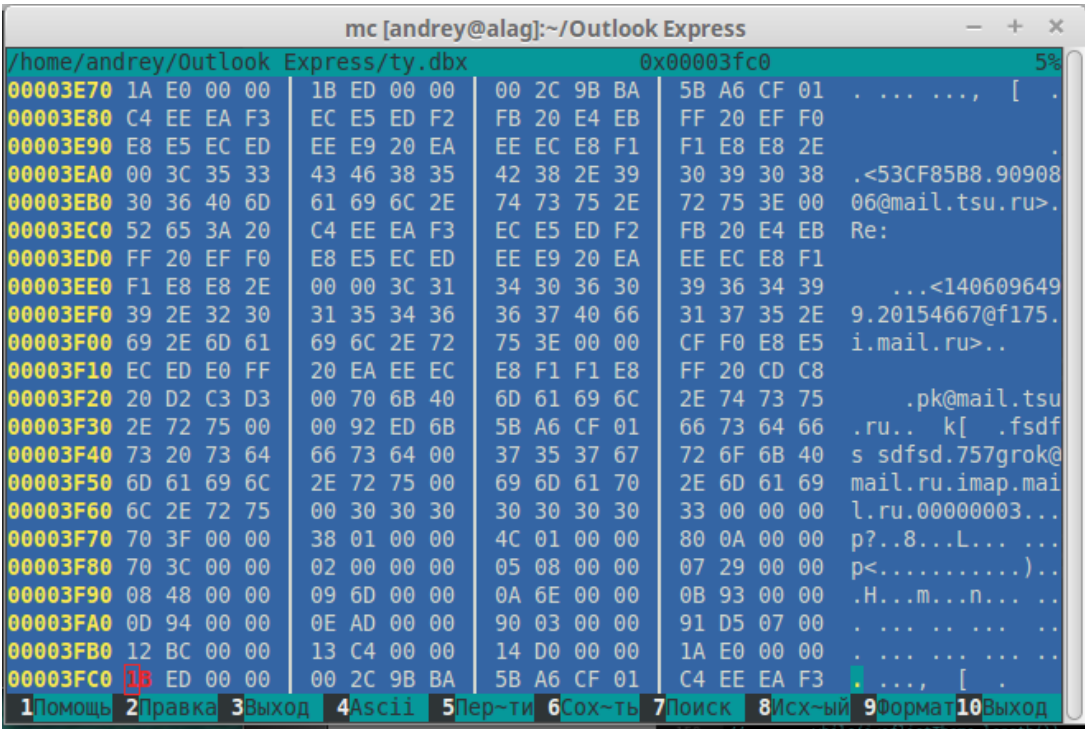 mc [andrey@alag]:~/Outlook Express
/home/andrey/Outlook Express/ty.dbx 0x00003fc0 5%
00003E70 1A E0 00 00 1B ED 00 00 00 2C 9B BA 5B A6 CF 01 . ... ..., [ .
00003E80 C4 EE EA F3 EC E5 ED F2 FB 20 E4 EB FF 20 EF F0
00003E90 E8 E5 EC ED EE E9 20 EA EE EC E8 F1 F1 E8 E8 2E .
00003EA0 00 3C 35 33 43 46 38 35 42 38 2E 39 30 39 30 38 .<53CF85B8.90908
00003EB0 30 36 40 6D 61 69 6C 2E 74 73 75 2E 72 75 3E 00 06@mail.tsu.ru>.
00003EC0 52 65 3A 20 C4 EE EA F3 EC E5 ED F2 FB 20 E4 EB Re:
00003ED0 FF 20 EF F0 E8 E5 EC ED EE E9 20 EA EE EC E8 F1
00003EE0 F1 E8 E8 2E 00 00 3C 31 34 30 36 30 39 36 34 39 ...<140609649
00003EF0 39 2E 32 30 31 35 34 36 36 37 40 66 31 37 35 2E 9.20154667@f175.
00003F00 69 2E 6D 61 69 6C 2E 72 75 3E 00 00 CF F0 E8 E5 i.mail.ru>..
00003F10 EC ED E0 FF 20 EA EE EC E8 F1 F1 E8 FF 20 CD C8
00003F20 20 D2 C3 D3 00 70 6B 40 6D 61 69 6C 2E 74 73 75 .pk@mail.tsu
00003F30 2E 72 75 00 00 92 ED 6B 5B A6 CF 01 66 73 64 66 .ru.. k[ .fsdf
00003F40 73 20 73 64 66 73 64 00 37 35 37 67 72 6F 6B 40 s sdfsd.757grok@
00003F50 6D 61 69 6C 2E 72 75 00 69 6D 61 70 2E 6D 61 69 mail.ru.imap.mai
00003F60 6C 2E 72 75 00 30 30 30 30 30 30 30 33 00 00 00 l.ru.00000003...
00003F70 70 3F 00 00 38 01 00 00 4C 01 00 00 80 0A 00 00 p?..8...L... ...
00003F80 70 3C 00 00 02 00 00 00 05 08 00 00 07 29 00 00 p<...........)..
00003F90 08 48 00 00 09 6D 00 00 0A 6E 00 00 0B 93 00 00 .H...m...n... ..
00003FA0 0D 94 00 00 0E AD 00 00 90 03 00 00 91 D5 07 00 . ... .. ... ..
00003FB0 12 BC 00 00 13 C4 00 00 14 D0 00 00 1A E0 00 00 . ... ... ... ..
00003FC0 1B ED 00 00 00 2C 9B BA 5B A6 CF 01 C4 EE EA F3 . ..., [ .
1Помощь 2Правка 3Выход 4Ascii 5Пер~ти 6Сох~ть 7Поиск 8Исх~ый 9Формат 10Выход